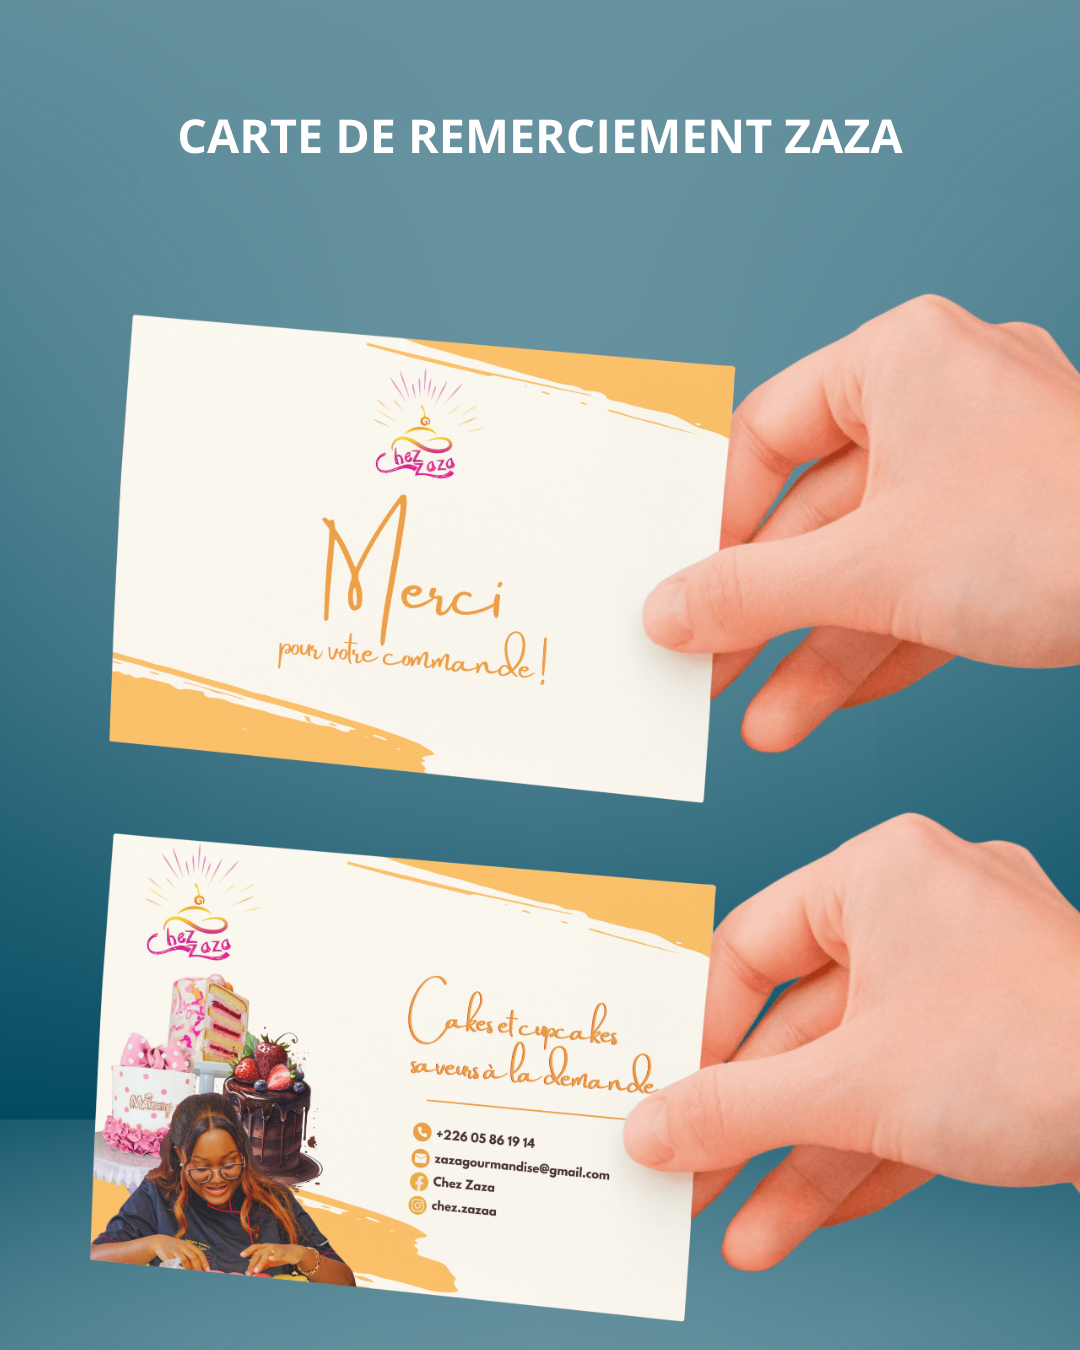 CARTE DE REMERCIEMENT ZAZA
Chez
Zaza
Merci
pour votre commande !
Chez
Zaza
Cakes et cupcakes
saveurs à la demande
+226 05 86 19 14
zazagourmandise@gmail.com
Chez Zaza
chez.zazaa